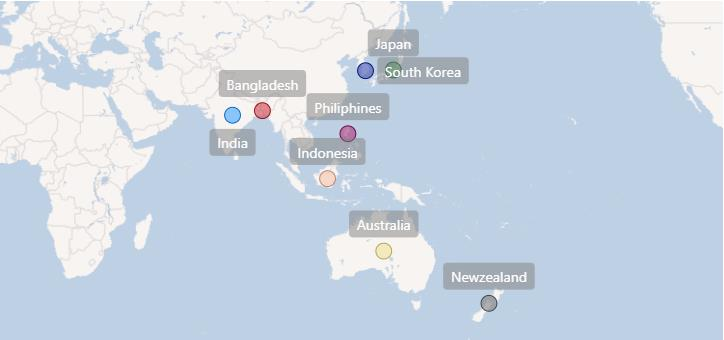 Japan
South Korea
Bangladesh
Philiphines
India
Indonesia
Australia
Newzealand